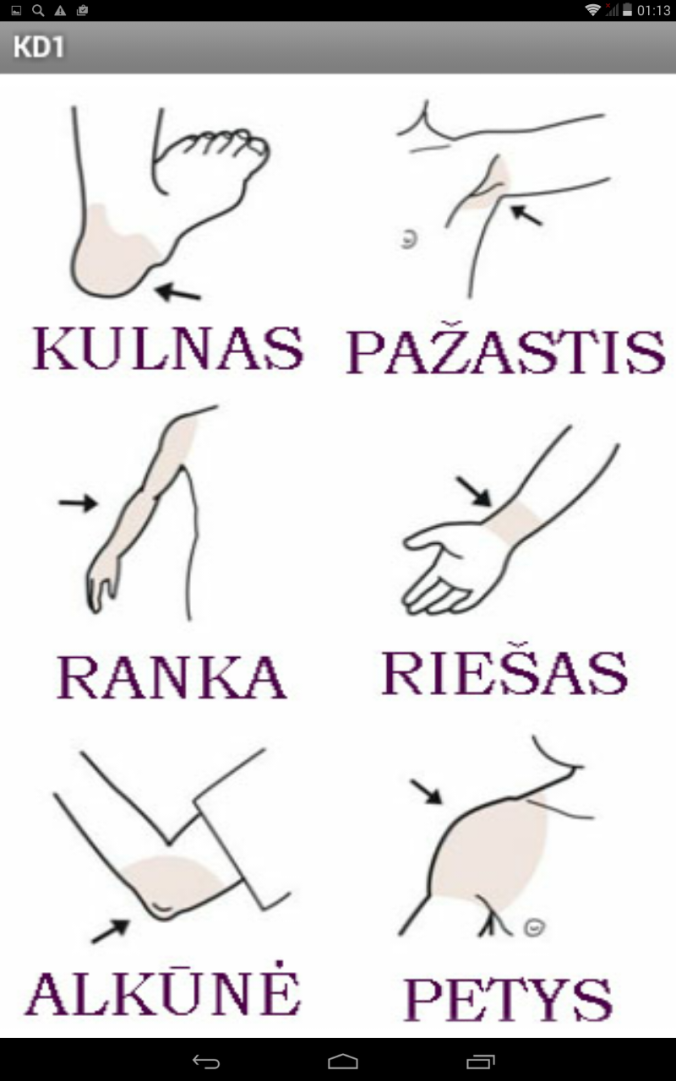 01:13
KD1
KULNAS
PAŽASTIS
RANKA
RIEŠAS
ALKŪNĖ
PETYS